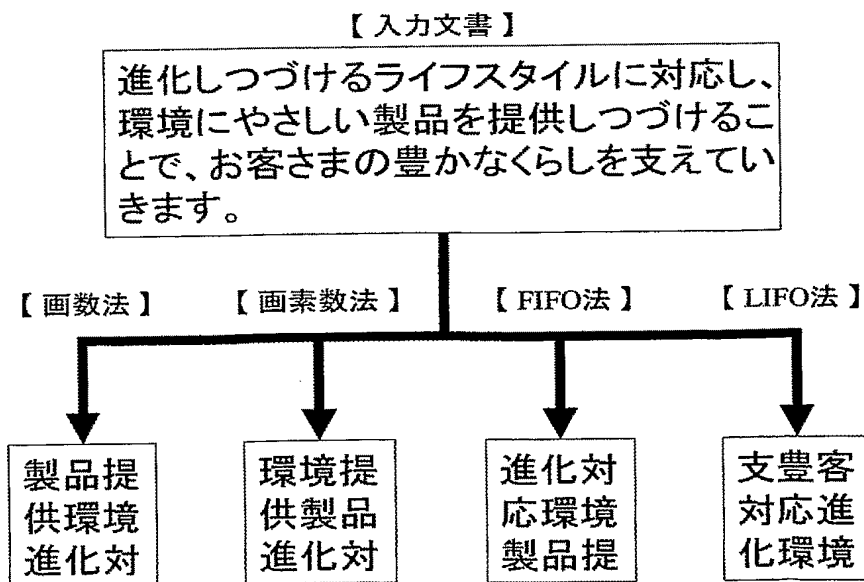 【 入力文書 】
進化しつづけるライフスタイルに対応し、
環境にやさしい製品を提供しつづけるこ
とで、お客さまの豊かなくらしを支えてい
きます。
【 画数法 】
【 画素数法 】
【 FIFO法 】
【 LIFO法 】
製品提
供環境
進化対
環境提
供製品
進化対
進化対
応環境
製品提
支豊客
対応進
化環境